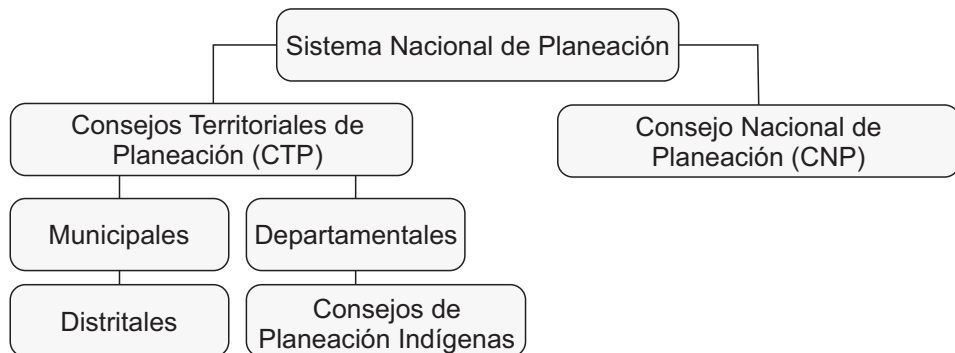 Sistema Nacional de Planeación
Consejos Territoriales de
Planeación (CTP)
Consejo Nacional de
Planeación (CNP)
Municipales
Departamentales
Distritales
Consejos de
Planeación Indígenas